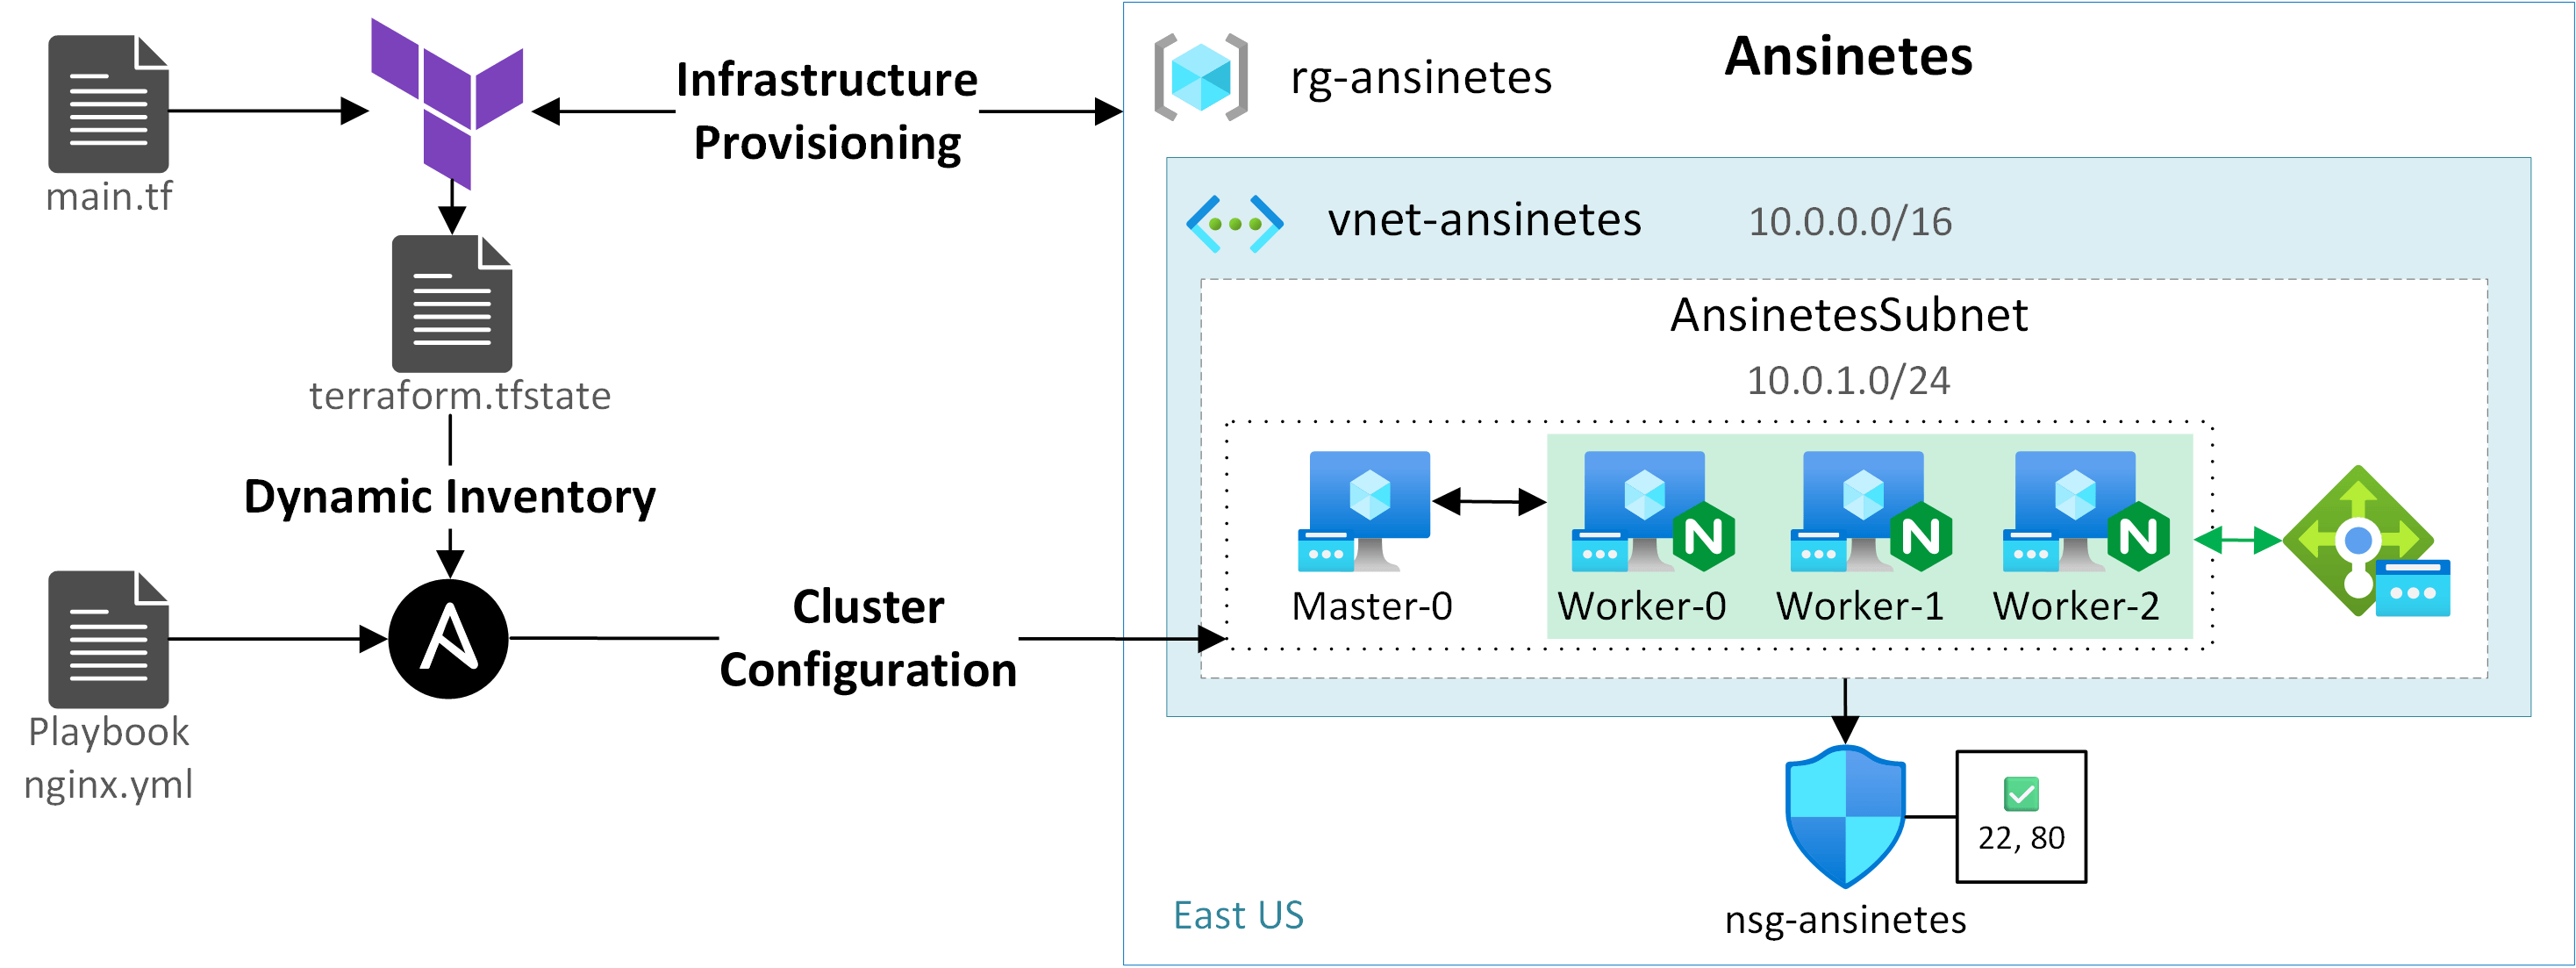 main.tf
Infrastructure
Provisioning
terraform.tfstate
Dynamic Inventory
Playbook
nginx.yml
Cluster
Configuration
Ansinetes
rg-ansinetes
vnet-ansinetes 10.0.0.0/16
AnsinetesSubnet
10.0.1.0/24
N N N
Master-0 Worker-0 Worker-1 Worker-2
22, 80
nsg-ansinetes
East US